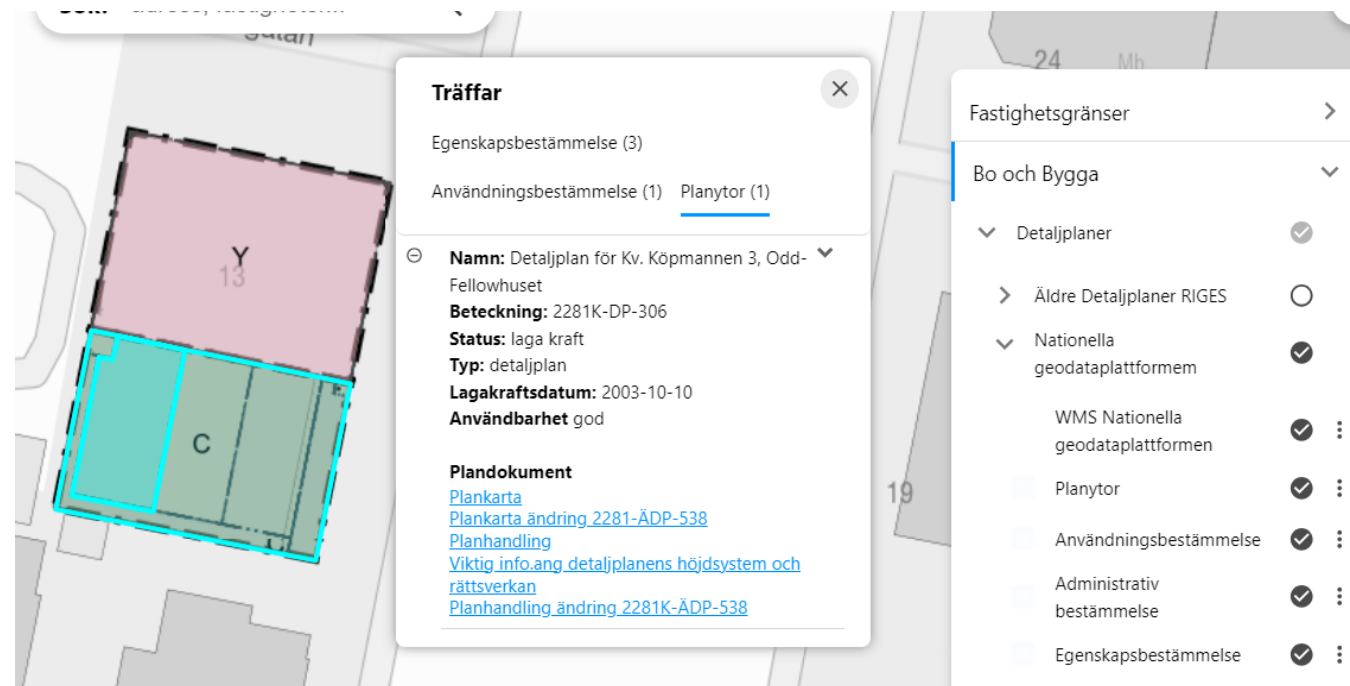 gatan
24 Mb
Y
13
C
19
Träffar
Egenskapsbestämmelse (3)
Användningsbestämmelse (1) Planytor (1)
Namn: Detaljplan för Kv. Köpmannen 3, Odd-
Fellowhuset
Beteckning: 2281K-DP-306
Status: laga kraft
Typ: detaljplan
Lagakraftsdatum: 2003-10-10
Användbarhet god
Plandokument
Plankarta
Plankarta ändring 2281-ÄDP-538
Planhandling
Viktig info.ang detaljplanens höjdsystem och
rättsverkan
Planhandling ändring 2281K-ÄDP-538
Fastighetsgränser
Bo och Bygga
Detaljplaner
Äldre Detaljplaner RIGES
Nationella
geodataplattformem
WMS Nationella
geodataplattformen
Planytor
Användningsbestämmelse
Administrativ
bestämmelse
Egenskapsbestämmelse